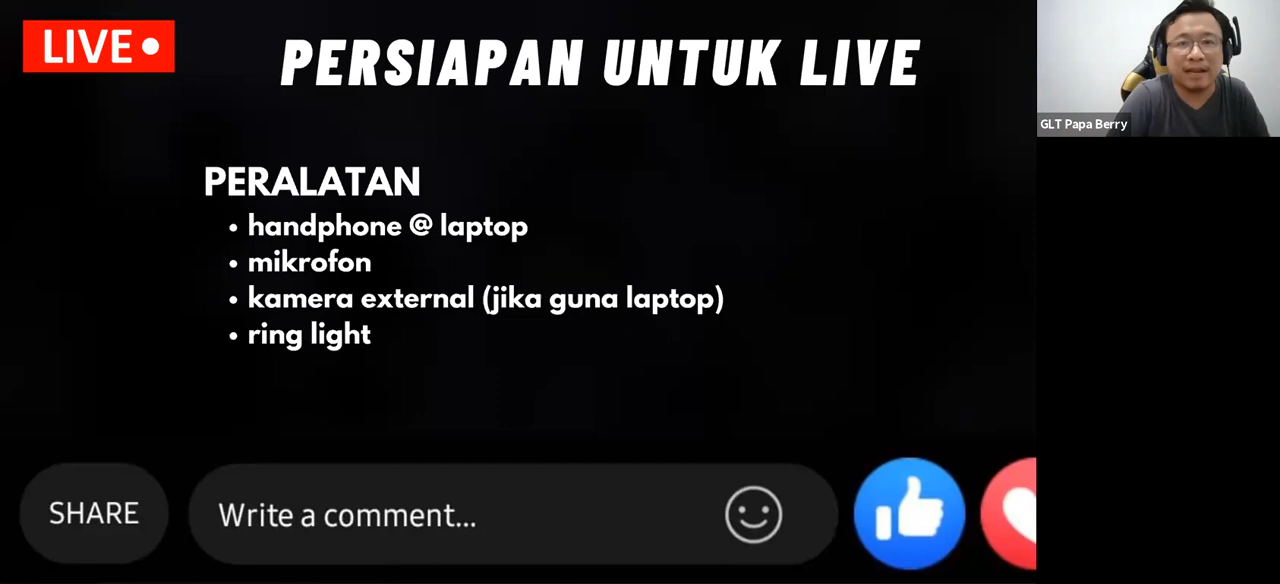 LIVE
PERSIAPAN UNTUK LIVE
GLT Papa Berry
PERALATAN
• handphone @ laptop
• mikrofon
• kamera external (jika guna laptop)
• ring light
SHARE
Write a comment...